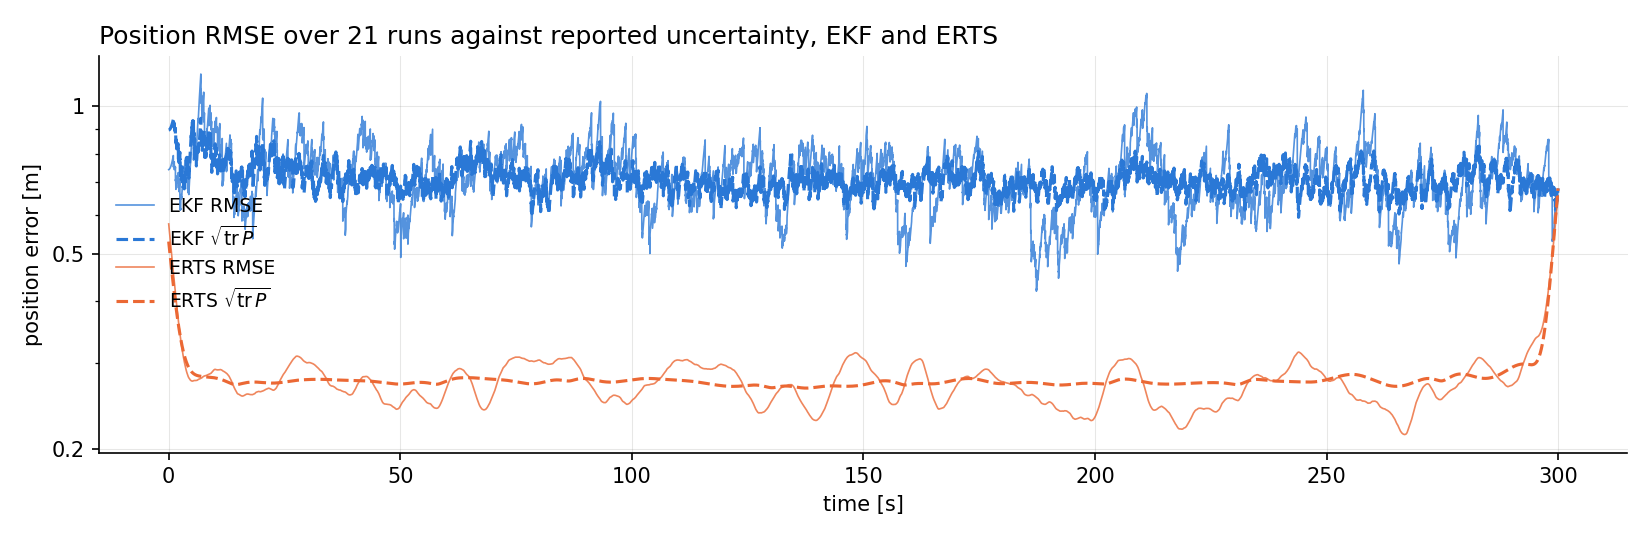 Position RMSE over 21 runs against reported uncertainty, EKF and ERTS
position error [m]
1
0.5
0.2
EKF RMSE
EKF √tr P
ERTS RMSE
ERTS √tr P
0 50 100 150 200 250 300
time [s]